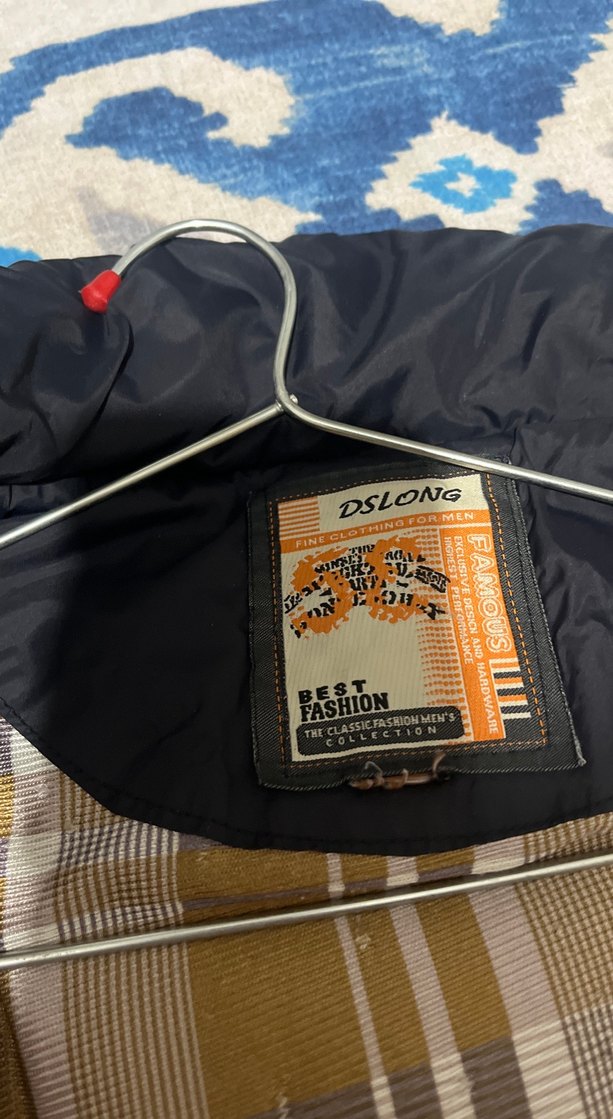 DSLONG
FINE CLOTHING FOR MEN
FAMOUS
EXCLUSIVE DESIGN AND HARDWARE
HIGHEST PERFORMANCE
THE
BEST
FASHION
THE CLASSIC FASHION MEN'S
COLLECTION